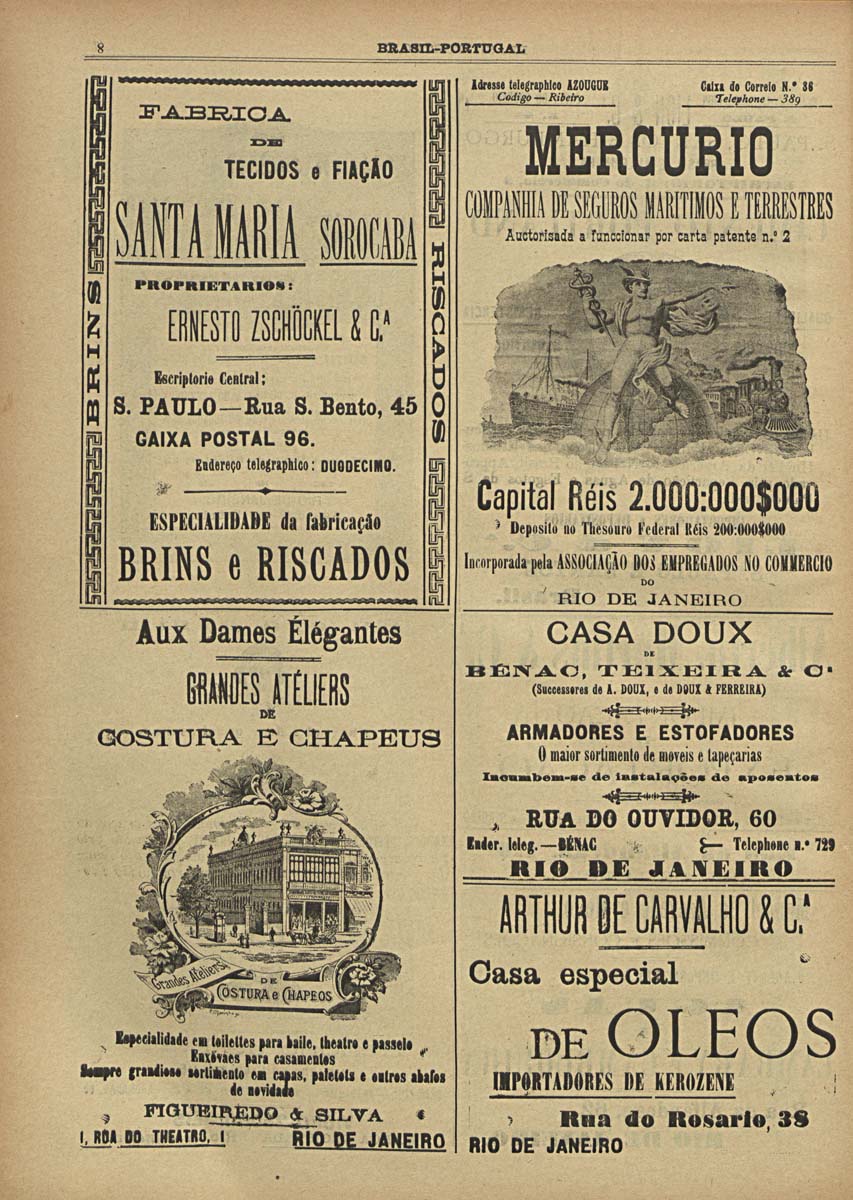 8
BRASIL-PORTUGAL
BRINS
FABRICA
DE
TECIDOS e FIAÇÃO
SANTA MARIA SOROCABA
PROPRIETARIOS:
ERNESTO ZSCHÖCKEL & C.ᴬ
Escriptorio Central:
S. PAULO—Rua S. Bento, 45
CAIXA POSTAL 96.
Endereço telegraphico: DUODECIMO.
ESPECIALIDADE da fabricação
BRINS e RISCADOS
RISCADOS
Aux Dames Élégantes
GRANDES ATÉLIERS
DE
COSTURA E CHAPEUS
Grandes Ateliers
DE
COSTURA e CHAPEOS
Especialidade em toilettes para baile, theatro e passeio
Enxóvaes para casamentos
Sempre grandioso sortimento em capas, paletots e outros abafos
de novidade
FIGUEIREDO & SILVA
1, RUA DO THEATRO, 1 RIO DE JANEIRO
Adresse telegraphico AZOUGUE
Codigo — Ribeiro
Caixa do Correio N.º 36
Telephone — 389
MERCURIO
COMPANHIA DE SEGUROS MARITIMOS E TERRESTRES
Auctorisada a funccionar por carta patente n.º 2
Capital Réis 2.000:000$000
Deposito no Thesouro Federal Réis 200:000$000
Incorporada pela ASSOCIAÇÃO DOS EMPREGADOS NO COMMERCIO
DO
RIO DE JANEIRO
CASA DOUX
DE
BÉNAC, TEIXEIRA & Cª
(Successores de A. DOUX, e de DOUX & FERREIRA)
ARMADORES E ESTOFADORES
O maior sortimento de moveis e tapeçarias
Incumbem-se de instalações de aposentos
RUA DO OUVIDOR, 60
Ender. teleg. — BÉNAC Telephone n.º 729
RIO DE JANEIRO
ARTHUR DE CARVALHO & C.ᴬ
Casa especial
DE OLEOS
IMPORTADORES DE KEROZENE
Rua do Rosario, 38
RIO DE JANEIRO